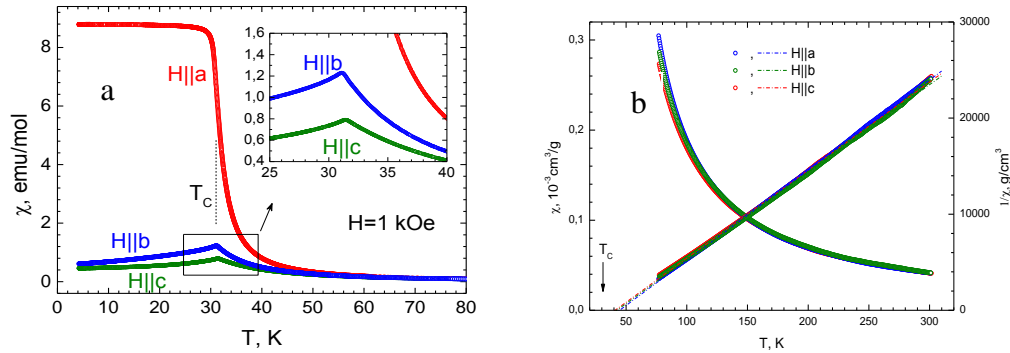 8
6
4
2
0
χ, emu/mol
0 10 20 30 40 50 60 70 80
T, K
H||a
a
T_C
H||b
H||c
H=1 kOe
1,6
1,4
1,2
1,0
0,8
0,6
0,4
25 30 35 40
H||b
H||c
0,3
0,2
0,1
0,0
χ, 10⁻³cm³/g
50 100 150 200 250 300
T, K
b
, H||a
, H||b
, H||c
T_C
30000
20000
10000
0
1/χ, g/cm³